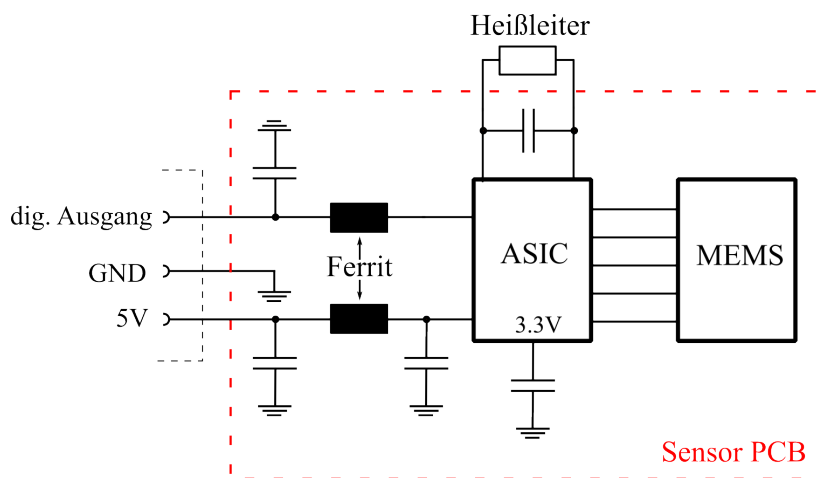 Heißleiter
dig. Ausgang
GND
5V
Ferrit
ASIC
3.3V
MEMS
Sensor PCB